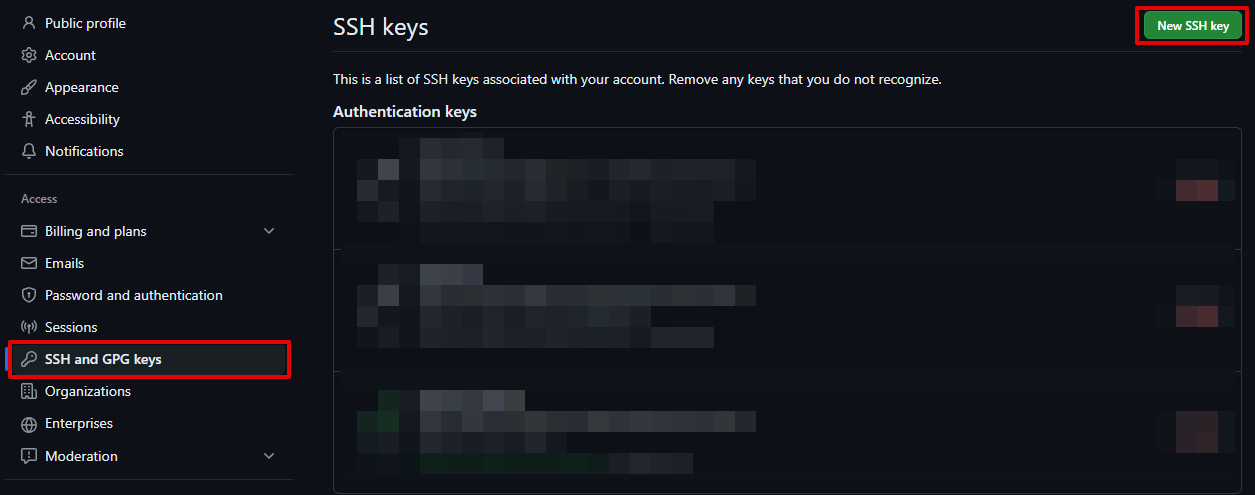 Public profile
Account
Appearance
Accessibility
Notifications
Access
Billing and plans
Emails
Password and authentication
Sessions
SSH and GPG keys
Organizations
Enterprises
Moderation
SSH keys
New SSH key
This is a list of SSH keys associated with your account. Remove any keys that you do not recognize.
Authentication keys